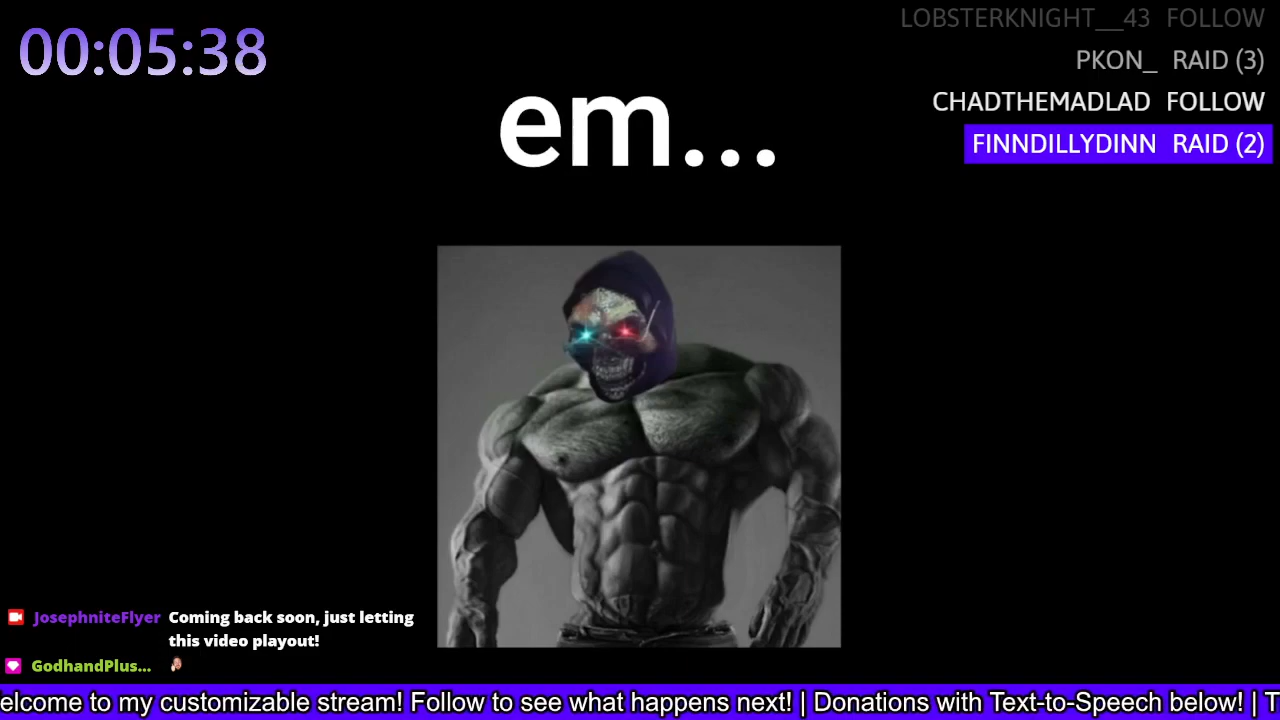 00:05:38
LOBSTERKNIGHT__43 FOLLOW
PKON_ RAID (3)
CHADTHEMADLAD FOLLOW
FINNDILLYDINN RAID (2)
em...
JosephniteFlyer Coming back soon, just letting
this video playout!
GodhandPlus...
elcome to my customizable stream! Follow to see what happens next! | Donations with Text-to-Speech below! | T